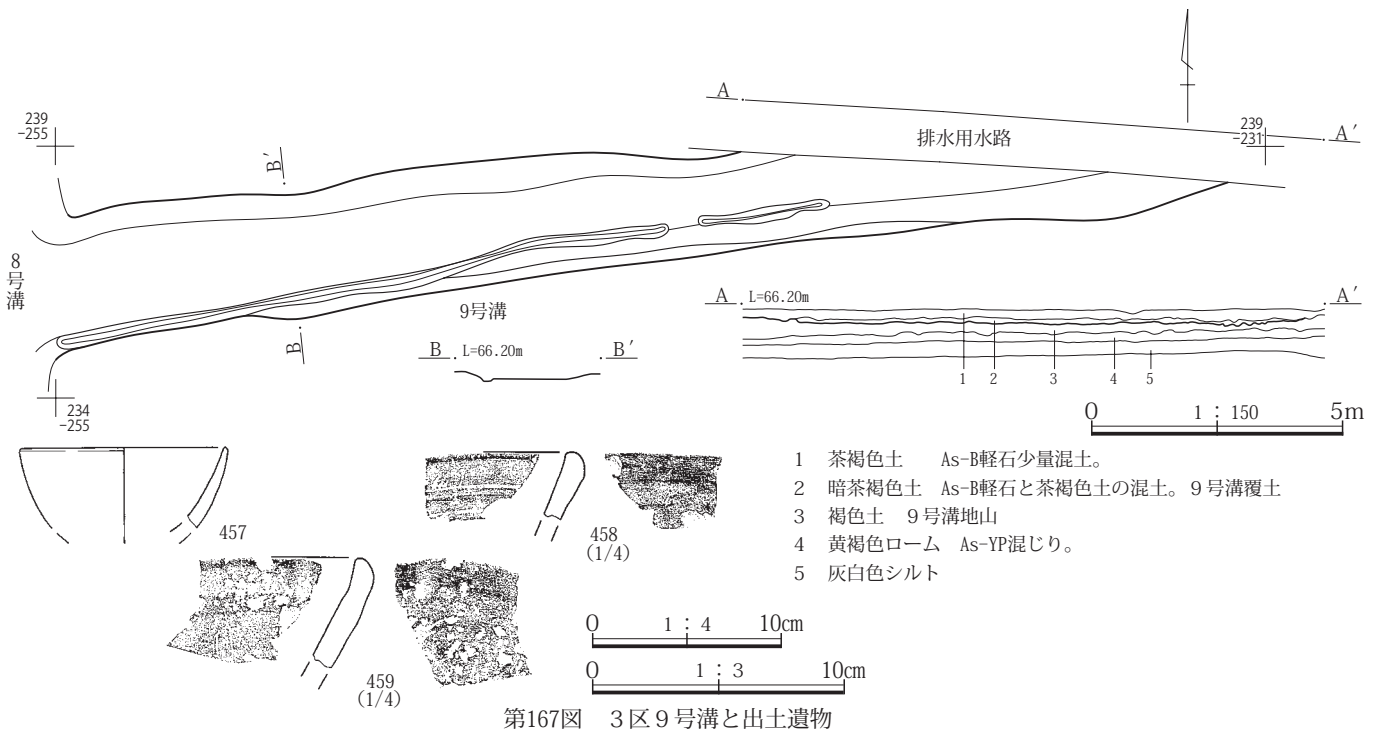 A
A′
239
-255
排水用水路
239
-231
B′
8号溝
9号溝
B
A L=66.20m A′
B L=66.20m B′
1 2 3 4 5
234
-255
0 1 : 150 5m
1 茶褐色土 As-B軽石少量混土。
2 暗茶褐色土 As-B軽石と茶褐色土の混土。９号溝覆土
3 褐色土 ９号溝地山
4 黄褐色ローム As-YP混じり。
5 灰白色シルト
457
458
(1/4)
459
(1/4)
0 1 : 4 10cm
0 1 : 3 10cm
第167図 ３区９号溝と出土遺物